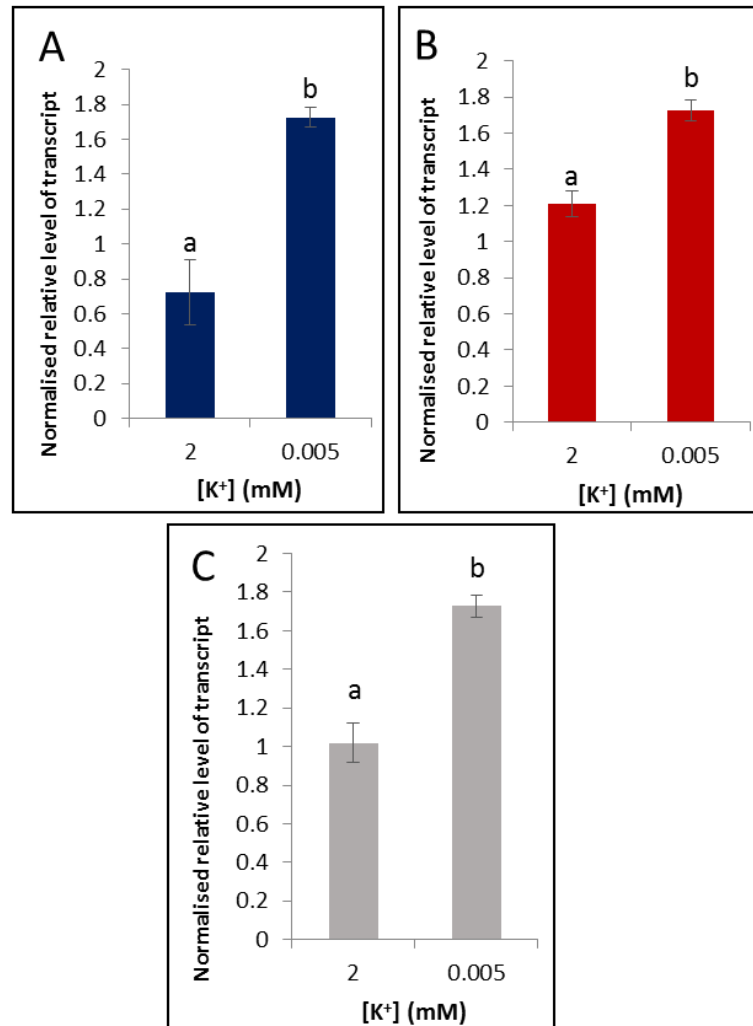 A
Normalised relative level of transcript
2
1.8
1.6
1.4
1.2
1
0.8
0.6
0.4
0.2
0
a
b
2 0.005
[K⁺] (mM)
B
Normalised relative level of transcript
2
1.8
1.6
1.4
1.2
1
0.8
0.6
0.4
0.2
0
a
b
2 0.005
[K⁺] (mM)
C
Normalised relative level of transcript
2
1.8
1.6
1.4
1.2
1
0.8
0.6
0.4
0.2
0
a
b
2 0.005
[K⁺] (mM)